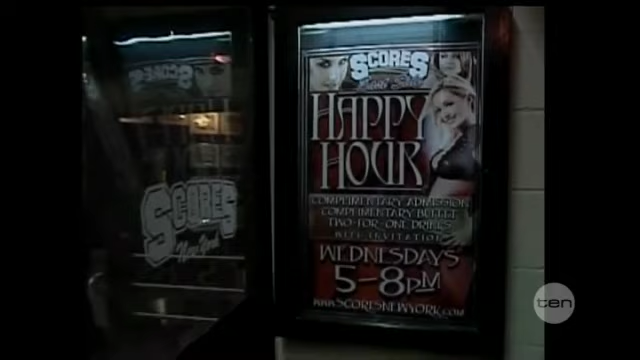 SCORES
HAPPY
HOUR
COMPLIMENTARY ADMISSION
COMPLIMENTARY BUFFET
TWO-FOR-ONE DRINKS
WITH INVITATION
WEDNESDAYS
5-8PM
WWW.SCORESNEWYORK.COM
SCORES
New York
ten